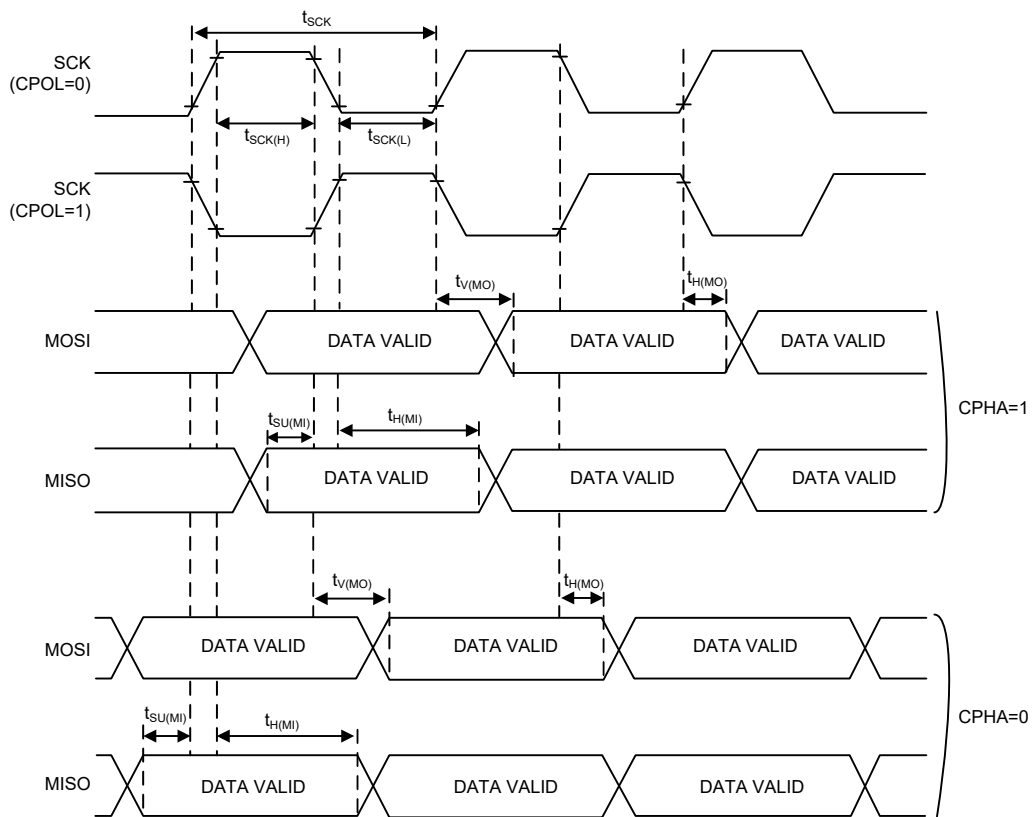 tSCK
SCK
(CPOL=0)
tSCK(H)
tSCK(L)
SCK
(CPOL=1)
tV(MO)
tH(MO)
MOSI
DATA VALID
DATA VALID
DATA VALID
CPHA=1
tSU(MI)
tH(MI)
MISO
DATA VALID
DATA VALID
DATA VALID
tV(MO)
tH(MO)
MOSI
DATA VALID
DATA VALID
DATA VALID
CPHA=0
tSU(MI)
tH(MI)
MISO
DATA VALID
DATA VALID
DATA VALID